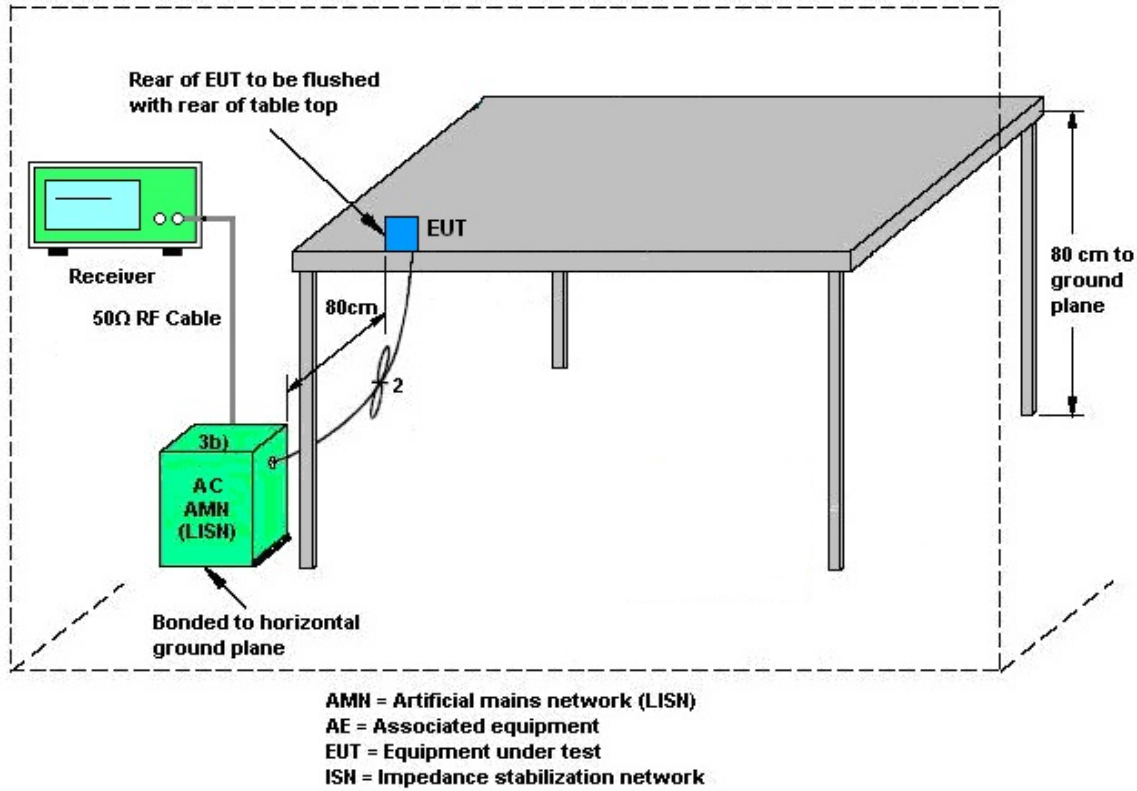 Rear of EUT to be flushed
with rear of table top
EUT
Receiver
50Ω RF Cable
80cm
80 cm to
ground
plane
2
3b)
AC
AMN
(LISN)
Bonded to horizontal
ground plane
AMN = Artificial mains network (LISN)
AE = Associated equipment
EUT = Equipment under test
ISN = Impedance stabilization network